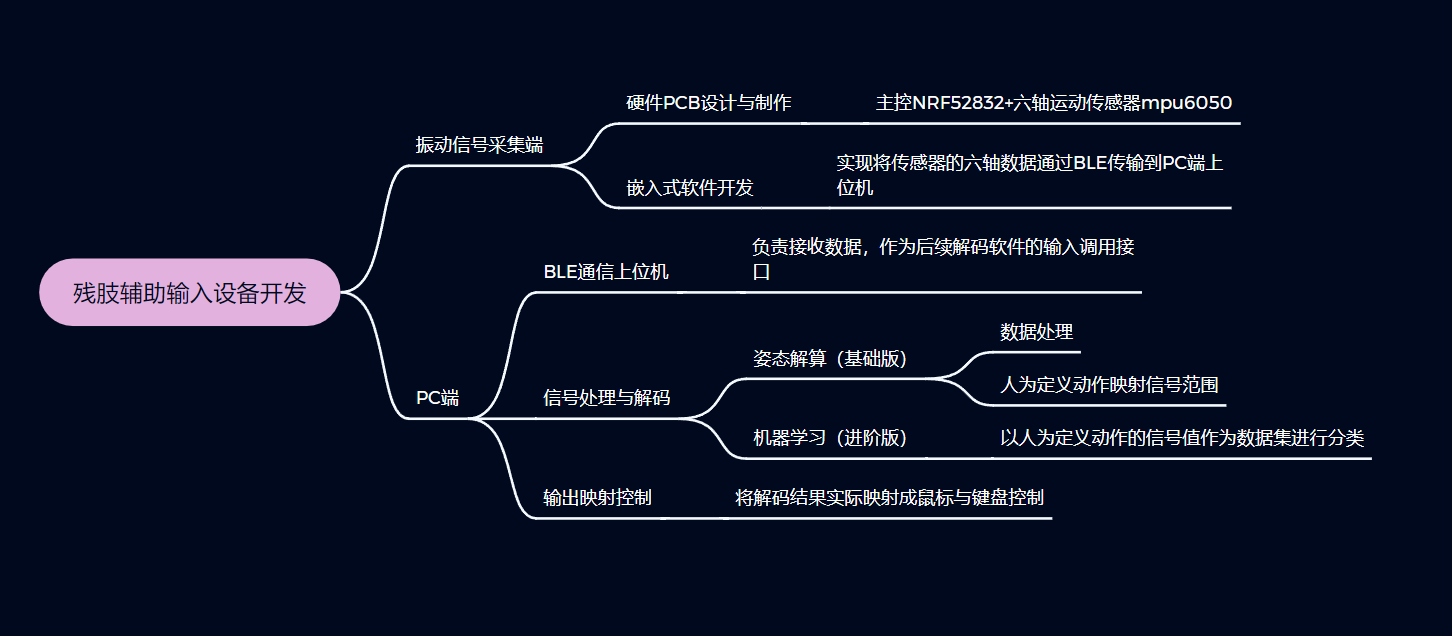 残肢辅助输入设备开发
振动信号采集端
硬件PCB设计与制作
主控NRF52832+六轴运动传感器mpu6050
嵌入式软件开发
实现将传感器的六轴数据通过BLE传输到PC端上
位机
PC端
BLE通信上位机
负责接收数据，作为后续解码软件的输入调用接
口
信号处理与解码
姿态解算（基础版）
数据处理
人为定义动作映射信号范围
机器学习（进阶版）
以人为定义动作的信号值作为数据集进行分类
输出映射控制
将解码结果实际映射成鼠标与键盘控制